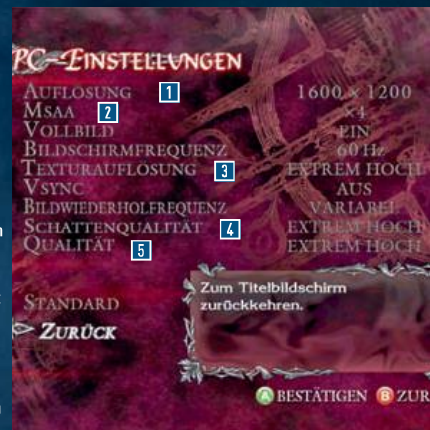 PC-EINSTELLUNGEN
AUFLÖSUNG 1 1600 × 1200
MSAA 2 ×4
VOLLBILD EIN
BILDSCHIRMFREQUENZ 60 HZ
TEXTURAUFLÖSUNG 3 EXTREM HOCH
VSYNC AUS
BILDWIEDERHOLFREQUENZ VARIABEL
SCHATTENQUALITÄT 4 EXTREM HOCH
QUALITÄT 5 EXTREM HOCH
STANDARD
ZURÜCK
Zum Titelbildschirm
zurückkehren.
A BESTÄTIGEN B